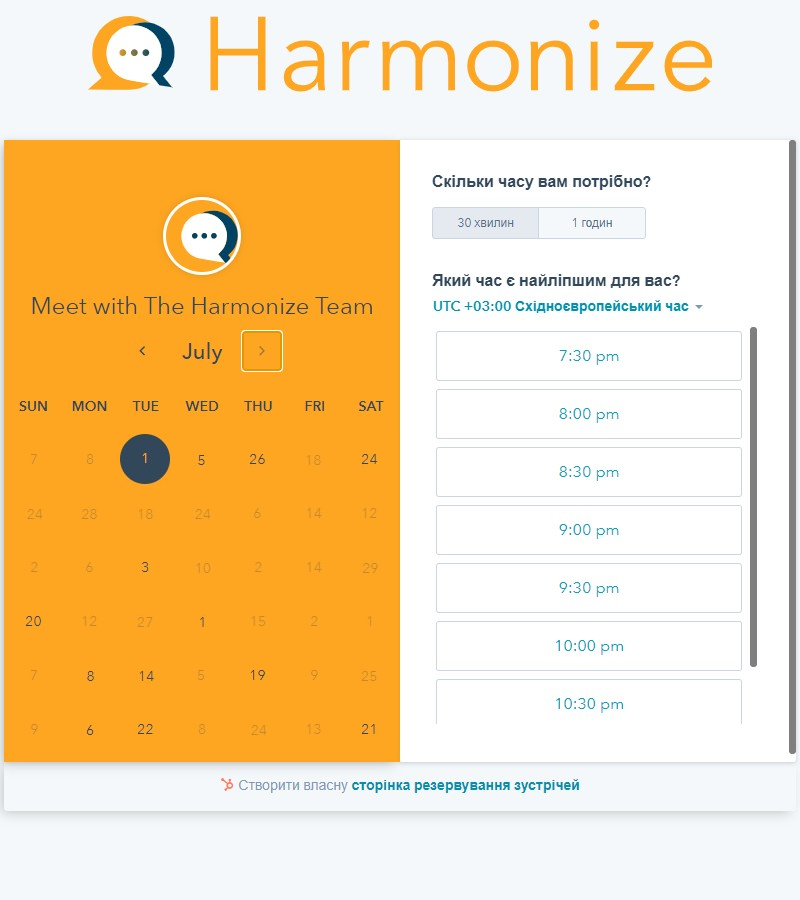 Harmonize
Meet with The Harmonize Team
July
SUN MON TUE WED THU FRI SAT
7 8 1 5 26 18 24
24 28 18 24 6 14 12
2 6 3 10 2 14 29
20 12 27 1 15 2 1
7 8 14 5 19 9 25
9 6 22 8 24 13 21
Скільки часу вам потрібно?
30 хвилин 1 годин
Який час є найліпшим для вас?
UTC +03:00 Східноєвропейський час
7:30 pm
8:00 pm
8:30 pm
9:00 pm
9:30 pm
10:00 pm
10:30 pm
Створити власну сторінка резервування зустрічей